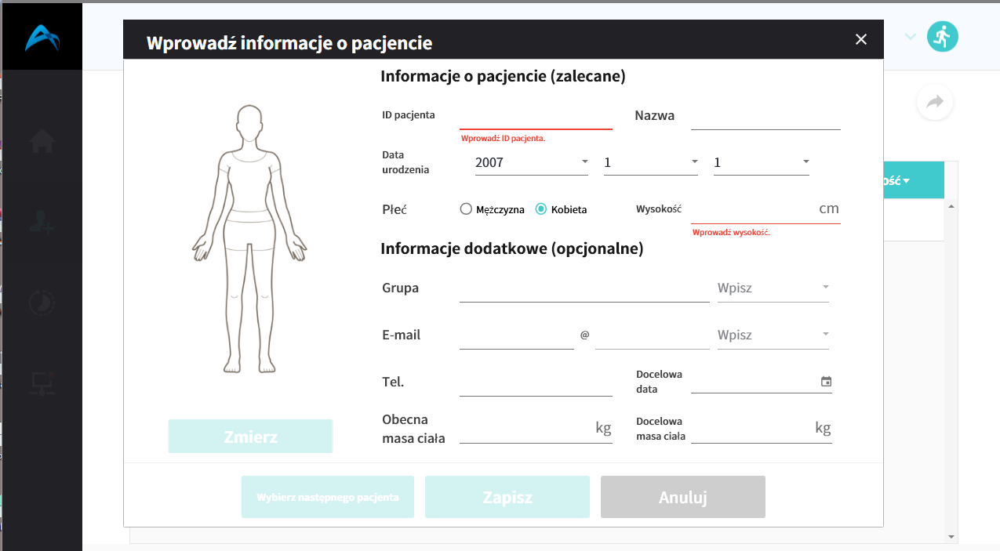 Wprowadź informacje o pacjencie
Informacje o pacjencie (zalecane)
ID pacjenta
Wprowadź ID pacjenta.
Nazwa
Data
urodzenia
2007
1
1
Płeć
Mężczyzna
Kobieta
Wysokość
cm
Wprowadź wysokość.
ość
Informacje dodatkowe (opcjonalne)
Grupa
Wpisz
E-mail
@
Wpisz
Tel.
Docelowa
data
Obecna
masa ciała
kg
Docelowa
masa ciała
kg
Zmierz
Wybierz następnego pacjenta
Zapisz
Anuluj